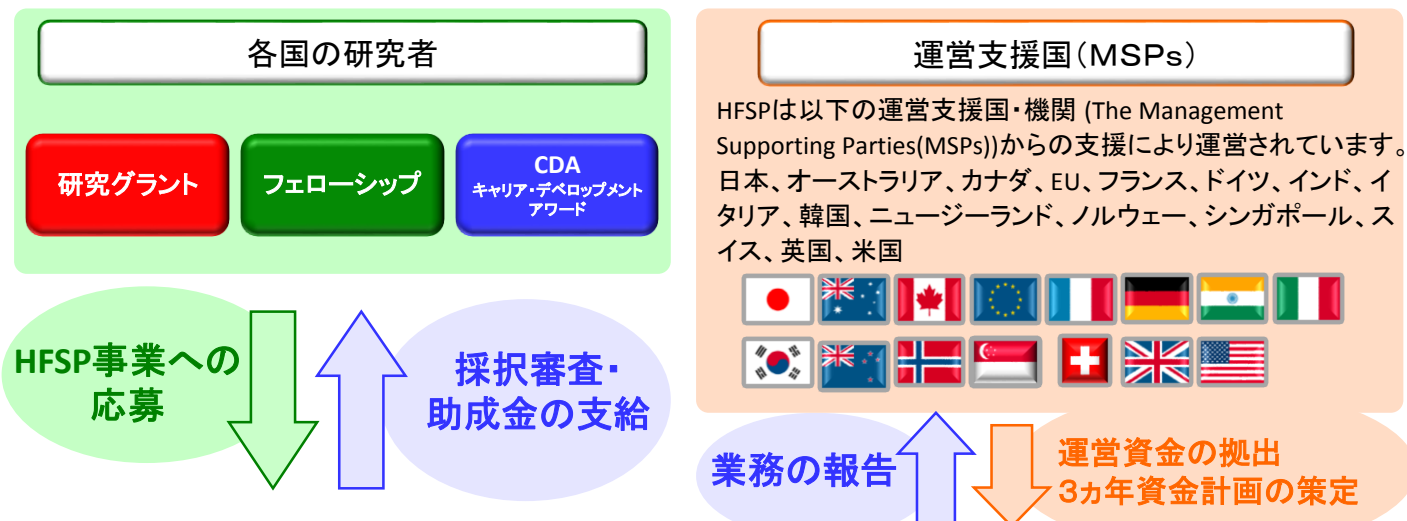 各国の研究者
研究グラント
フェローシップ
CDA
キャリア・デベロップメント
アワード
HFSP事業への
応募
採択審査・
助成金の支給
運営支援国(MSPs)
HFSPは以下の運営支援国・機関 (The Management
Supporting Parties(MSPs))からの支援により運営されています。
日本、オーストラリア、カナダ、EU、フランス、ドイツ、インド、イ
タリア、韓国、ニュージーランド、ノルウェー、シンガポール、ス
イス、英国、米国
業務の報告
運営資金の拠出
3ヵ年資金計画の策定